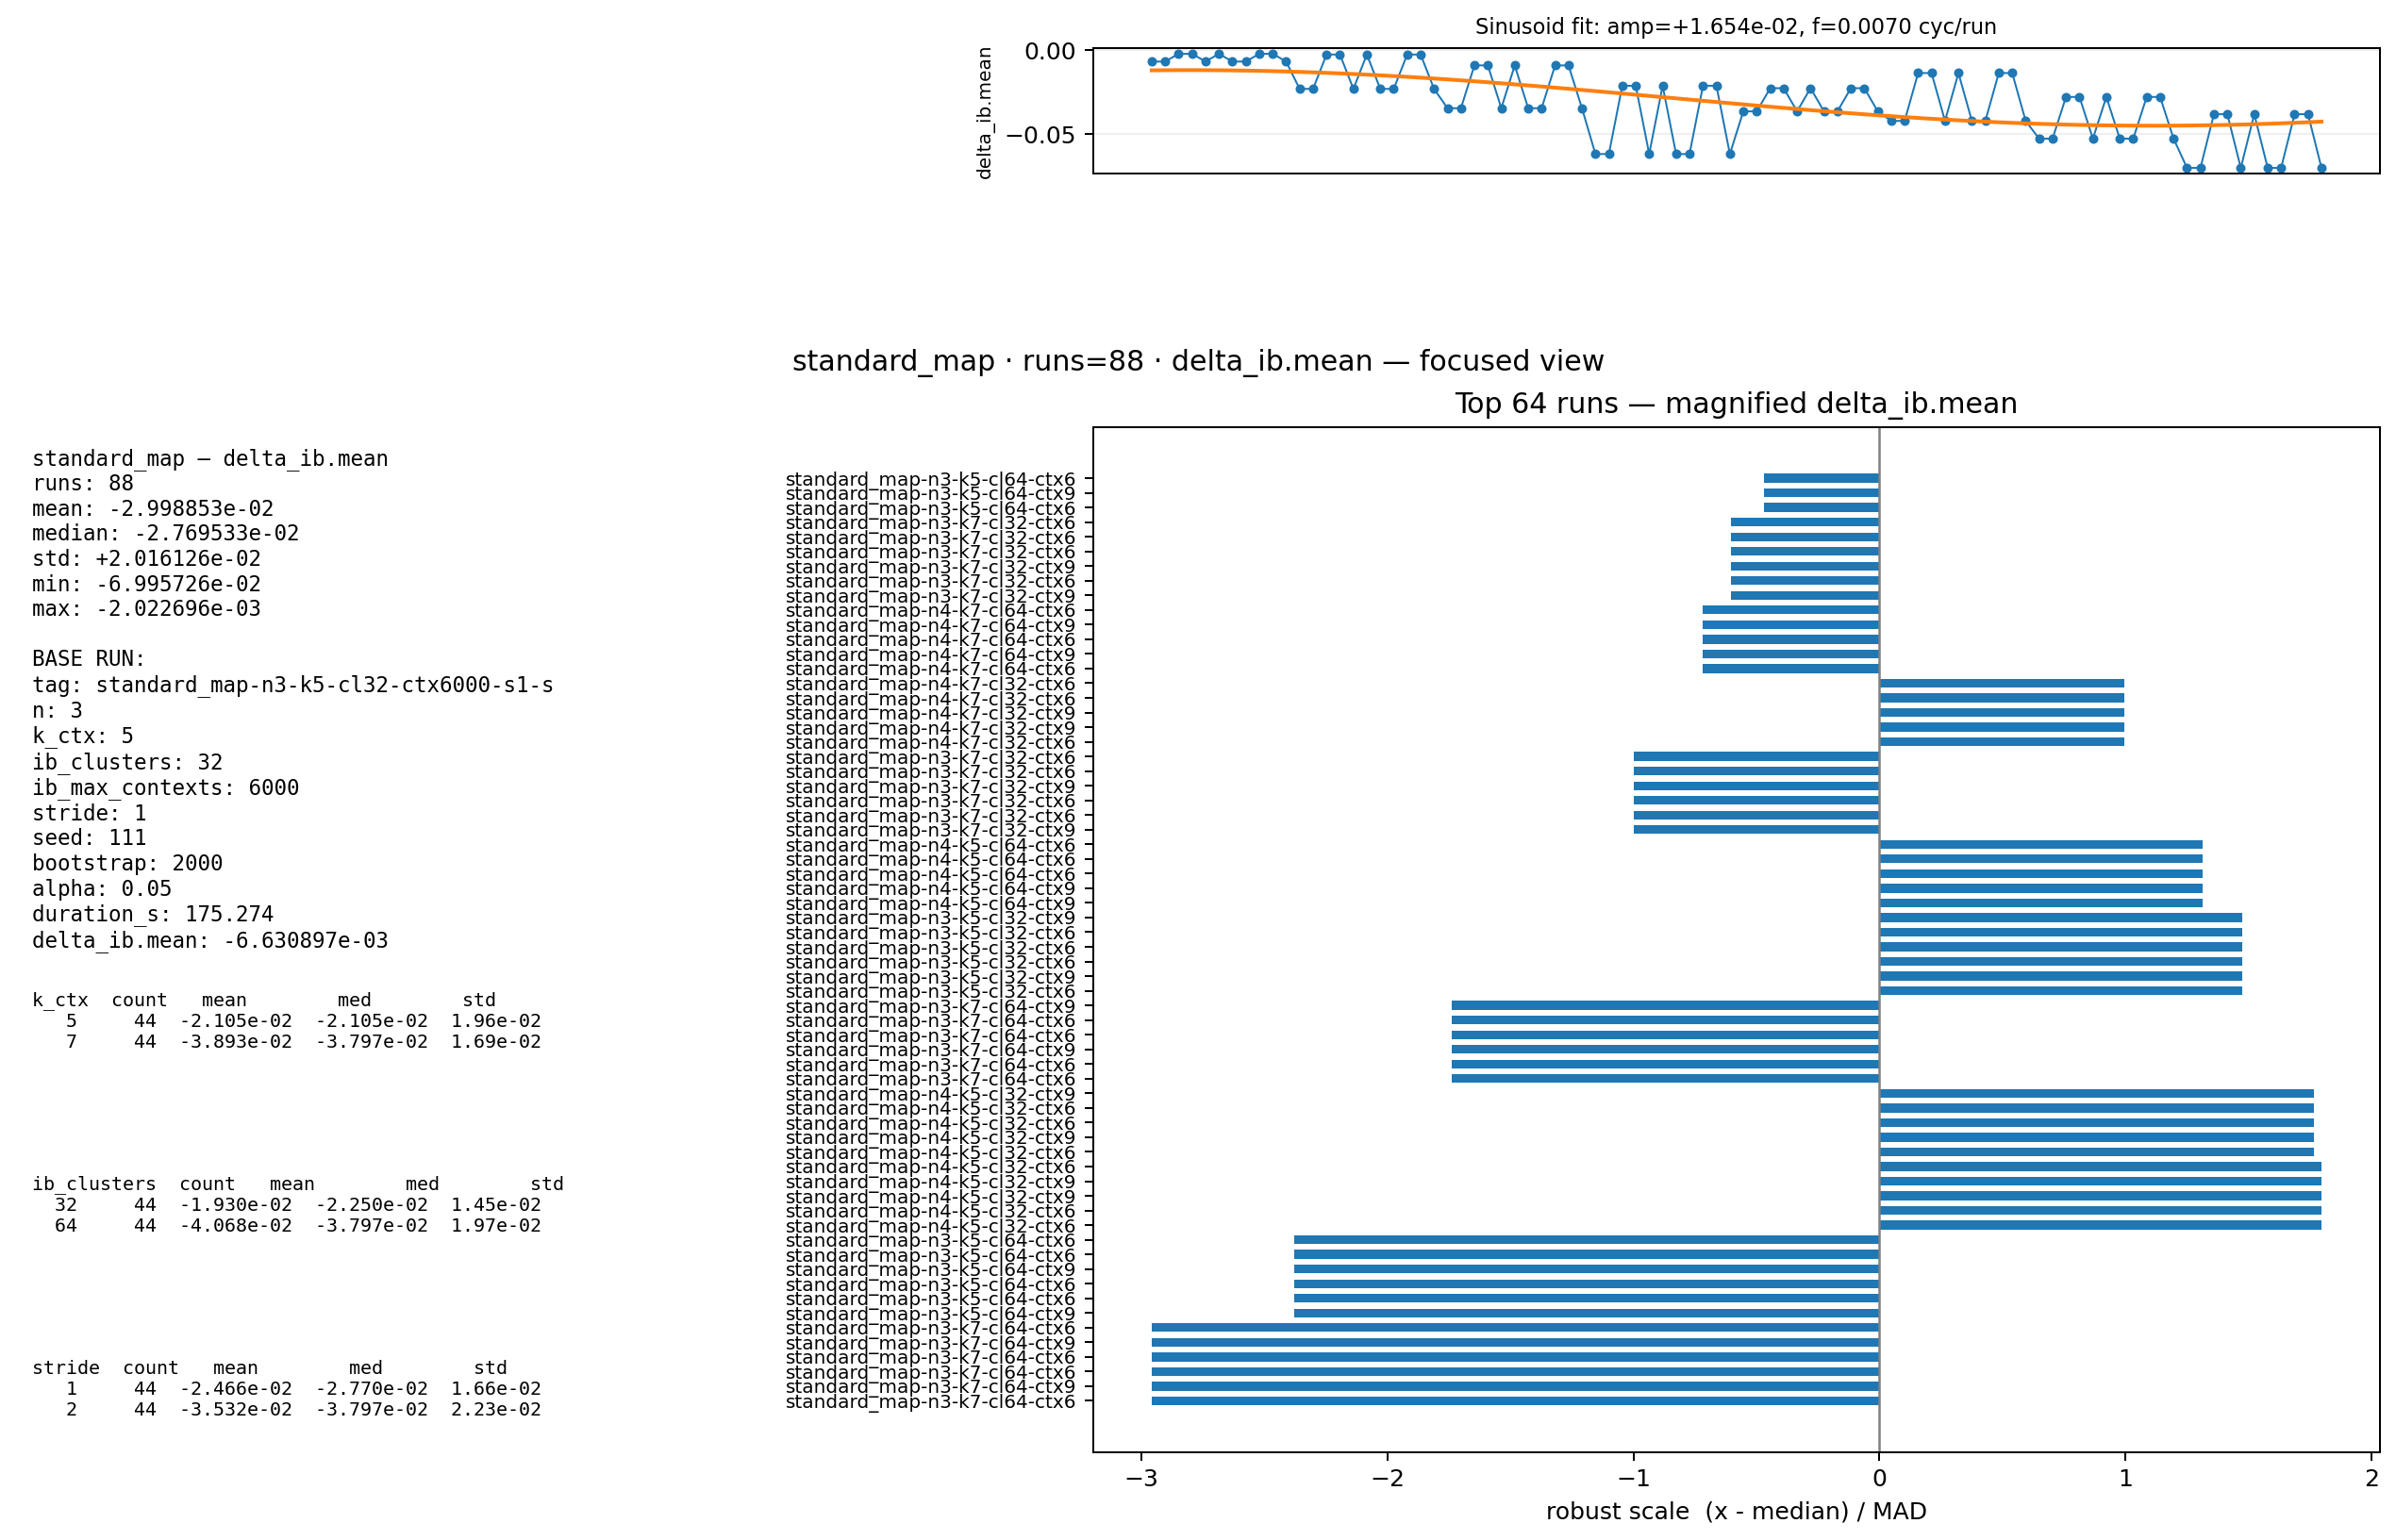 Sinusoid fit: amp=+1.654e-02, f=0.0070 cyc/run
delta_ib.mean
0.00
−0.05
standard_map · runs=88 · delta_ib.mean — focused view
Top 64 runs — magnified delta_ib.mean
standard_map — delta_ib.mean
runs: 88
mean: -2.998853e-02
median: -2.769533e-02
std: +2.016126e-02
min: -6.995726e-02
max: -2.022696e-03
BASE RUN:
tag: standard_map-n3-k5-cl32-ctx6000-s1-s
n: 3
k_ctx: 5
ib_clusters: 32
ib_max_contexts: 6000
stride: 1
seed: 111
bootstrap: 2000
alpha: 0.05
duration_s: 175.274
delta_ib.mean: -6.630897e-03
k_ctx count mean med std
5 44 -2.105e-02 -2.105e-02 1.96e-02
7 44 -3.893e-02 -3.797e-02 1.69e-02
ib_clusters count mean med std
32 44 -1.930e-02 -2.250e-02 1.45e-02
64 44 -4.068e-02 -3.797e-02 1.97e-02
stride count mean med std
1 44 -2.466e-02 -2.770e-02 1.66e-02
2 44 -3.532e-02 -3.797e-02 2.23e-02
standard_map-n3-k5-cl64-ctx6
standard_map-n3-k5-cl64-ctx9
standard_map-n3-k5-cl64-ctx6
standard_map-n3-k7-cl32-ctx6
standard_map-n3-k7-cl32-ctx6
standard_map-n3-k7-cl32-ctx6
standard_map-n3-k7-cl32-ctx9
standard_map-n3-k7-cl32-ctx6
standard_map-n3-k7-cl32-ctx9
standard_map-n4-k7-cl64-ctx6
standard_map-n4-k7-cl64-ctx9
standard_map-n4-k7-cl64-ctx6
standard_map-n4-k7-cl64-ctx9
standard_map-n4-k7-cl64-ctx6
standard_map-n4-k7-cl32-ctx6
standard_map-n4-k7-cl32-ctx6
standard_map-n4-k7-cl32-ctx9
standard_map-n4-k7-cl32-ctx9
standard_map-n4-k7-cl32-ctx6
standard_map-n3-k7-cl32-ctx6
standard_map-n3-k7-cl32-ctx6
standard_map-n3-k7-cl32-ctx9
standard_map-n3-k7-cl32-ctx6
standard_map-n3-k7-cl32-ctx6
standard_map-n3-k7-cl32-ctx9
standard_map-n4-k5-cl64-ctx6
standard_map-n4-k5-cl64-ctx6
standard_map-n4-k5-cl64-ctx6
standard_map-n4-k5-cl64-ctx9
standard_map-n4-k5-cl64-ctx9
standard_map-n3-k5-cl32-ctx9
standard_map-n3-k5-cl32-ctx6
standard_map-n3-k5-cl32-ctx6
standard_map-n3-k5-cl32-ctx6
standard_map-n3-k5-cl32-ctx9
standard_map-n3-k5-cl32-ctx6
standard_map-n3-k7-cl64-ctx9
standard_map-n3-k7-cl64-ctx6
standard_map-n3-k7-cl64-ctx6
standard_map-n3-k7-cl64-ctx9
standard_map-n3-k7-cl64-ctx6
standard_map-n3-k7-cl64-ctx6
standard_map-n4-k5-cl32-ctx9
standard_map-n4-k5-cl32-ctx6
standard_map-n4-k5-cl32-ctx6
standard_map-n4-k5-cl32-ctx9
standard_map-n4-k5-cl32-ctx6
standard_map-n4-k5-cl32-ctx6
standard_map-n4-k5-cl32-ctx9
standard_map-n4-k5-cl32-ctx9
standard_map-n4-k5-cl32-ctx6
standard_map-n4-k5-cl32-ctx6
standard_map-n3-k5-cl64-ctx6
standard_map-n3-k5-cl64-ctx6
standard_map-n3-k5-cl64-ctx9
standard_map-n3-k5-cl64-ctx6
standard_map-n3-k5-cl64-ctx6
standard_map-n3-k5-cl64-ctx9
standard_map-n3-k7-cl64-ctx6
standard_map-n3-k7-cl64-ctx9
standard_map-n3-k7-cl64-ctx6
standard_map-n3-k7-cl64-ctx6
standard_map-n3-k7-cl64-ctx9
standard_map-n3-k7-cl64-ctx6
−3 −2 −1 0 1 2
robust scale (x - median) / MAD